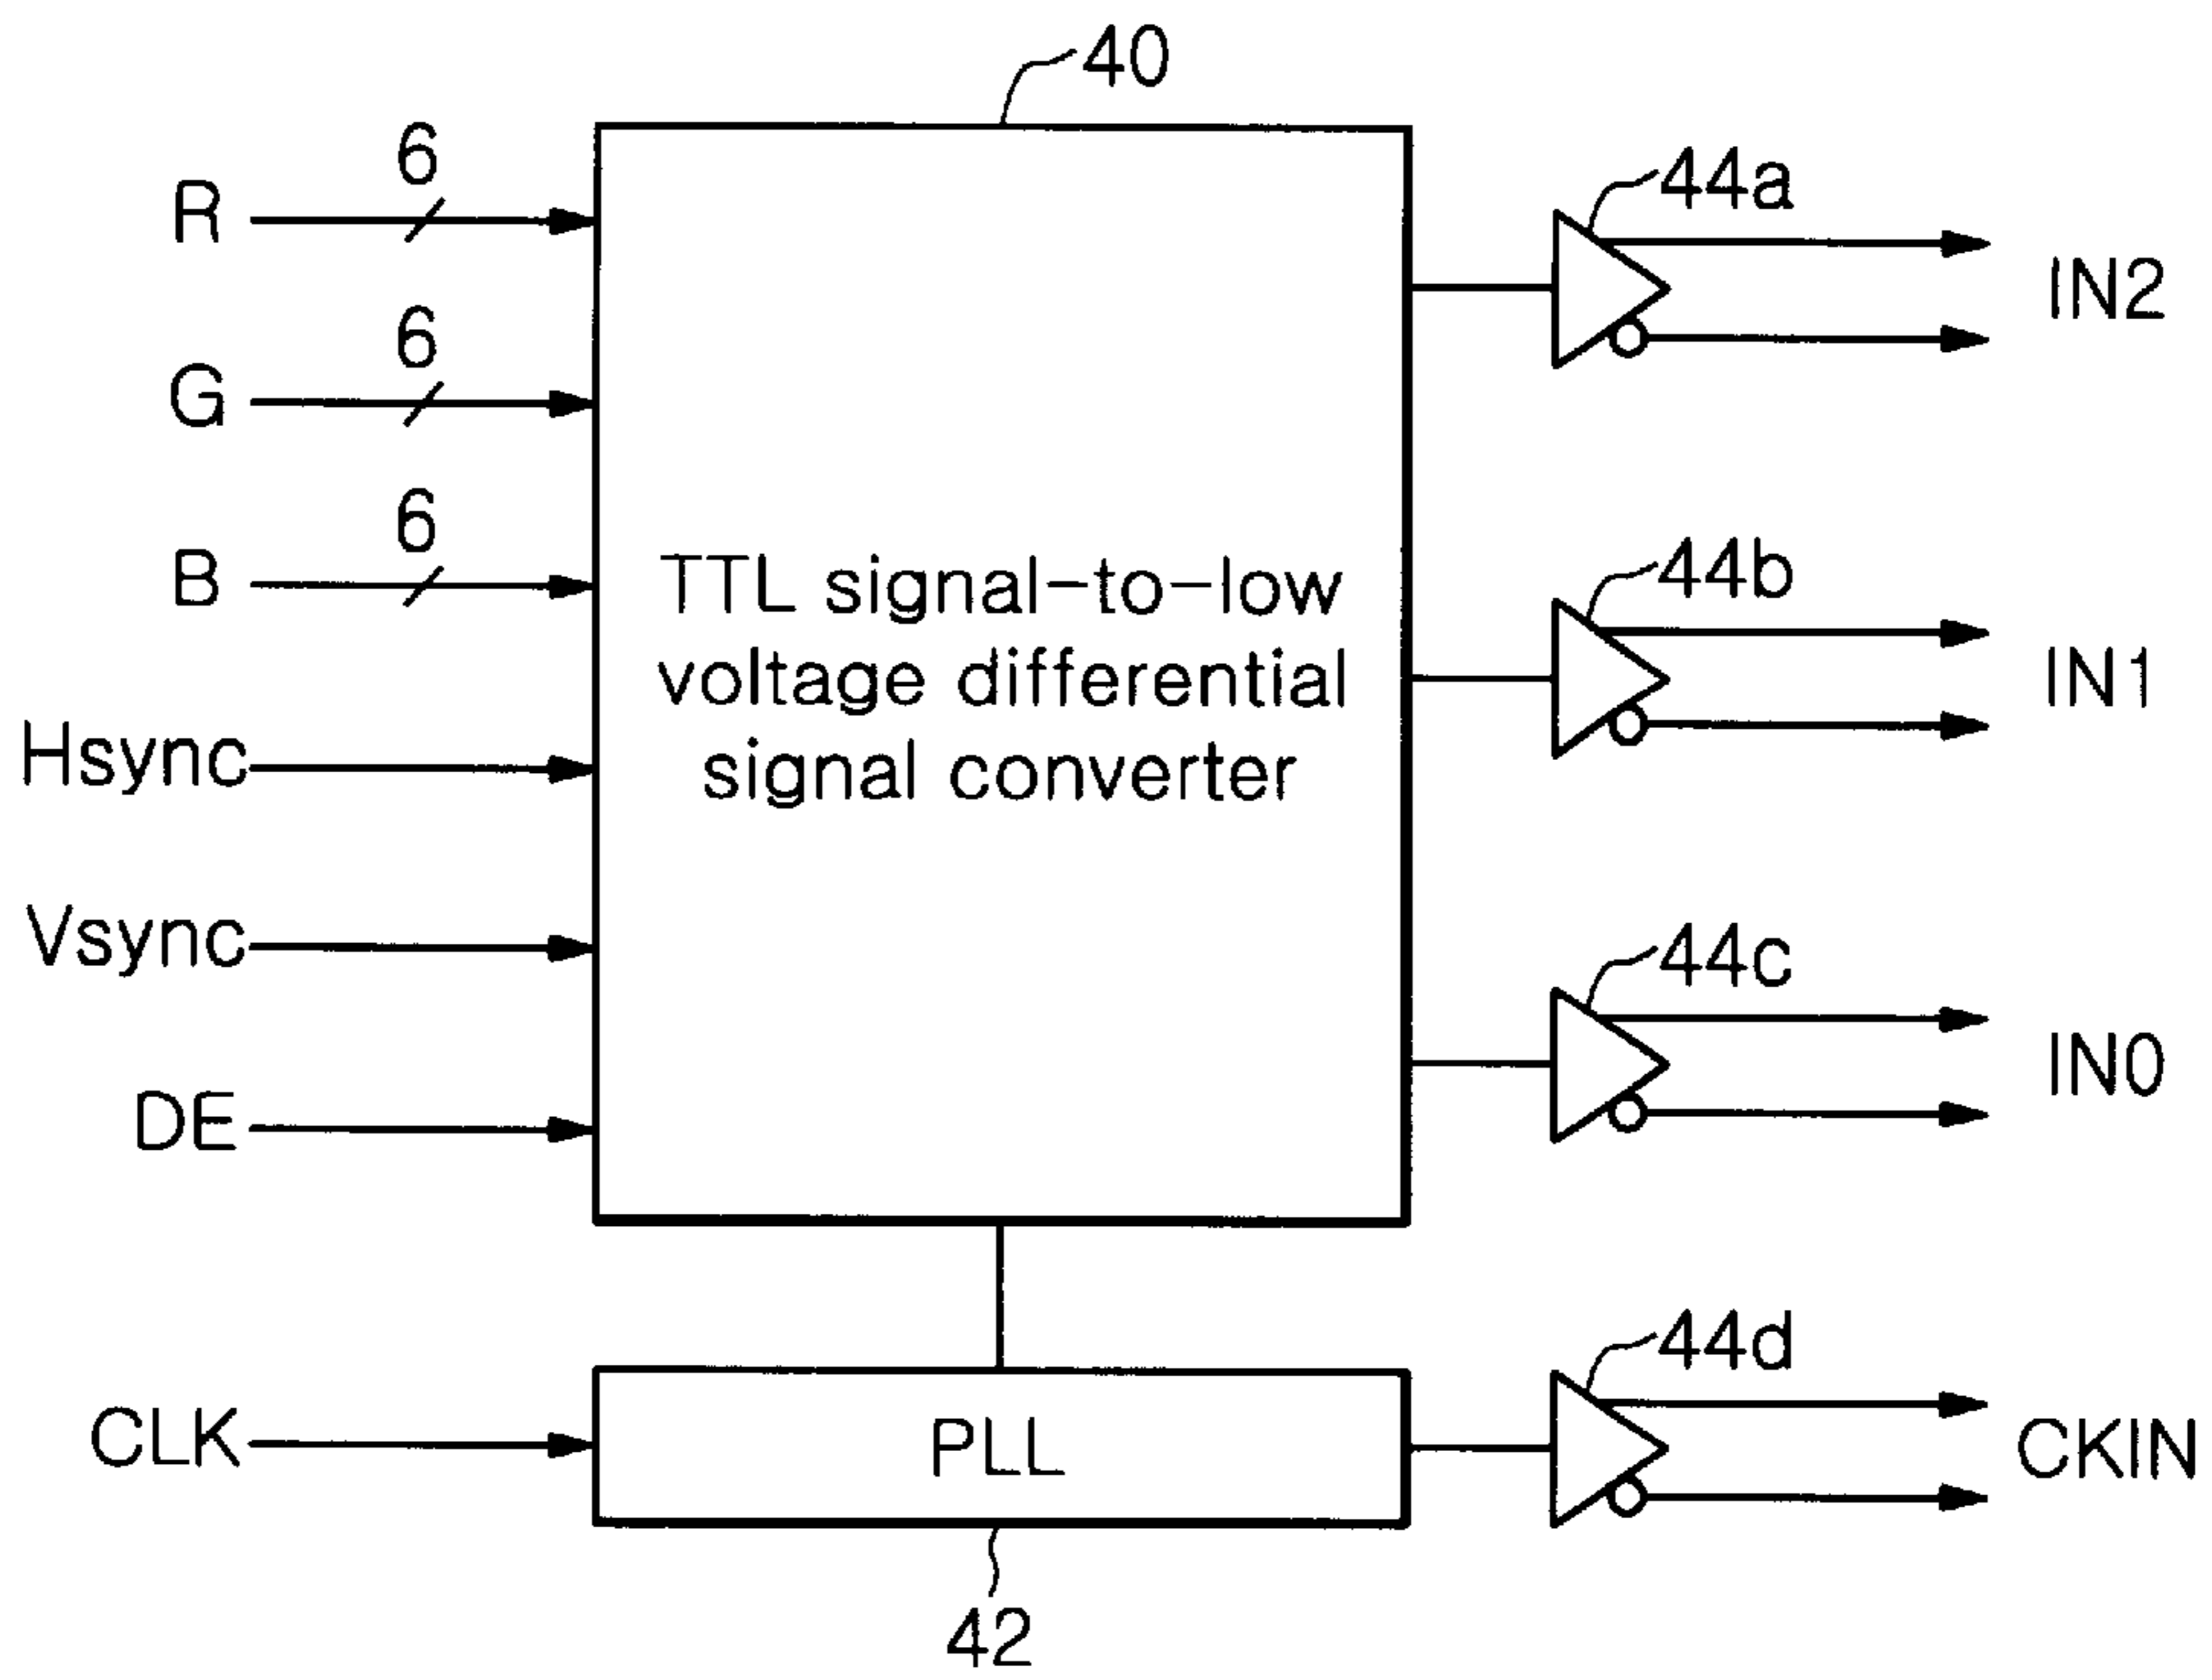 40
6
R
44a
IN2
6
G
6
B
TTL signal-to-low
voltage differential
signal converter
44b
IN1
Hsync
Vsync
44c
IN0
DE
44d
CLK
PLL
CKIN
42